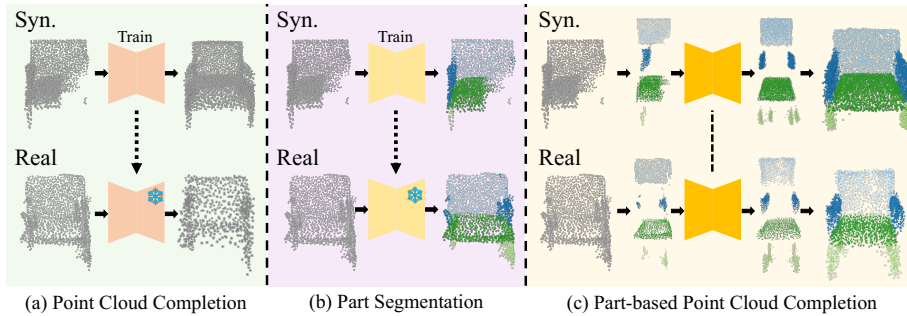 Syn.
Train
Real
(a) Point Cloud Completion
Syn.
Train
Real
(b) Part Segmentation
Syn.
Real
(c) Part-based Point Cloud Completion